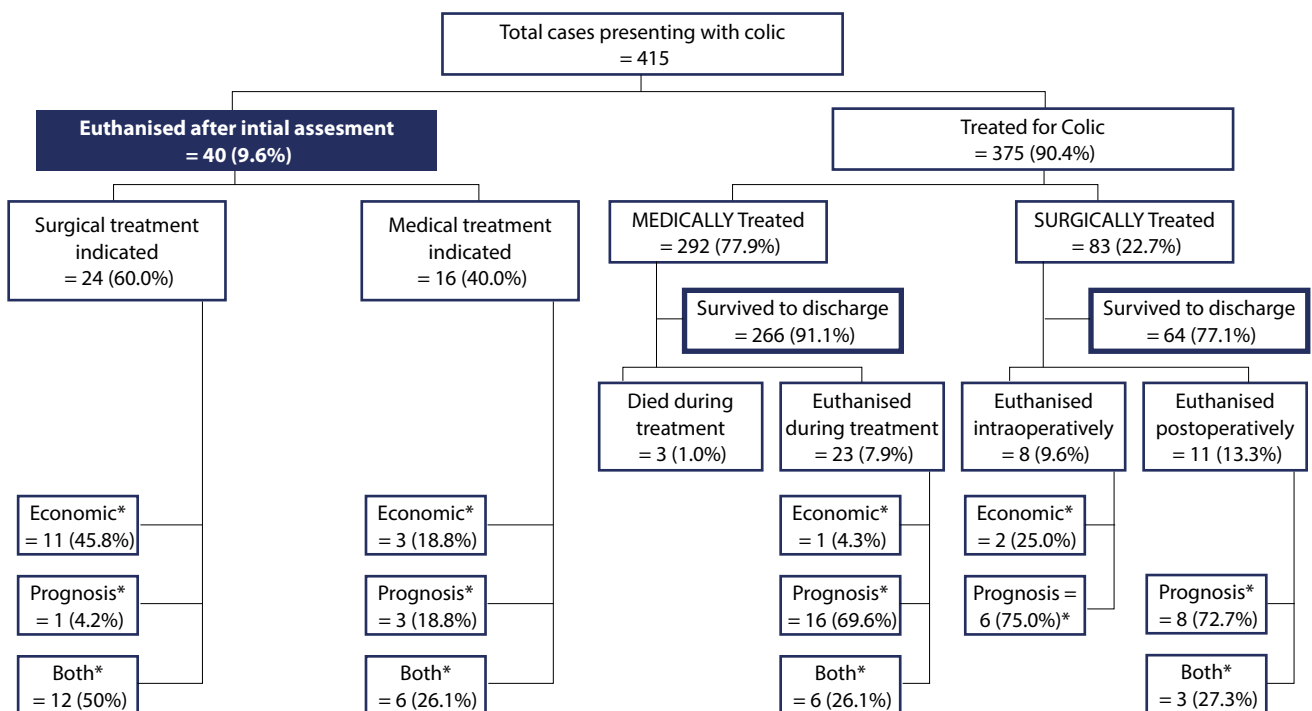 Total cases presenting with colic
= 415
Euthanised after intial assesment
= 40 (9.6%)
Treated for Colic
= 375 (90.4%)
Surgical treatment
indicated
= 24 (60.0%)
Medical treatment
indicated
= 16 (40.0%)
MEDICALLY Treated
= 292 (77.9%)
SURGICALLY Treated
= 83 (22.7%)
Survived to discharge
= 266 (91.1%)
Survived to discharge
= 64 (77.1%)
Died during
treatment
= 3 (1.0%)
Euthanised
during treatment
= 23 (7.9%)
Euthanised
intraoperatively
= 8 (9.6%)
Euthanised
postoperatively
= 11 (13.3%)
Economic*
= 11 (45.8%)
Economic*
= 3 (18.8%)
Economic*
= 1 (4.3%)
Economic*
= 2 (25.0%)
Prognosis*
= 1 (4.2%)
Prognosis*
= 3 (18.8%)
Prognosis*
= 16 (69.6%)
Prognosis =
6 (75.0%)*
Prognosis*
= 8 (72.7%)
Both*
= 12 (50%)
Both*
= 6 (26.1%)
Both*
= 6 (26.1%)
Both*
= 3 (27.3%)